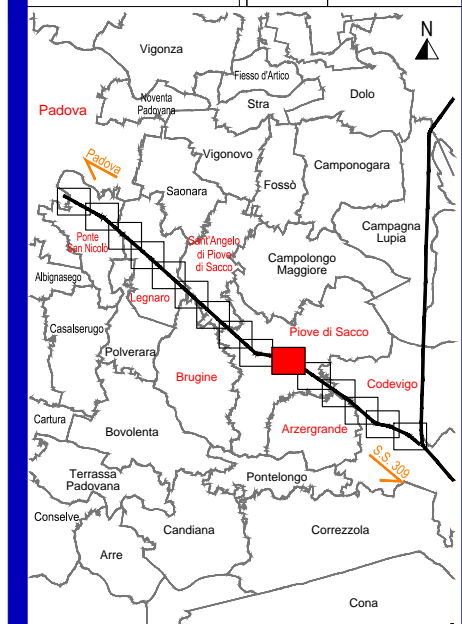 N
Vigonza
Fiesso d'Artico
Dolo
Noventa
Padovana
Stra
Padova
Padova
Vigonovo
Saonara
Fossò
Camponogara
Campagna
Lupia
Ponte
San Nicolò
Sant'Angelo
di Piove
di Sacco
Campolongo
Maggiore
Albignasego
Legnaro
Casalserugo
Piove di Sacco
Polverara
Brugine
Codevigo
Cartura
Bovolenta
Arzergrande
S.S. 309
Terrassa
Padovana
Pontelongo
Conselve
Candiana
Correzzola
Arre
Cona